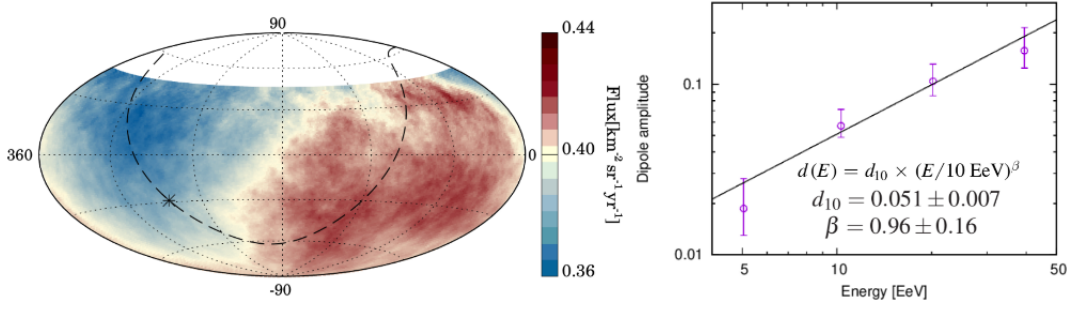 90
360
0
-90
0.44
0.40
0.36
Flux[km⁻² sr⁻¹ yr⁻¹]
Dipole amplitude
0.1
0.01
d(E) = d₁₀ × (E/10 EeV)^β
d₁₀ = 0.051 ± 0.007
β = 0.96 ± 0.16
5
10
50
Energy [EeV]